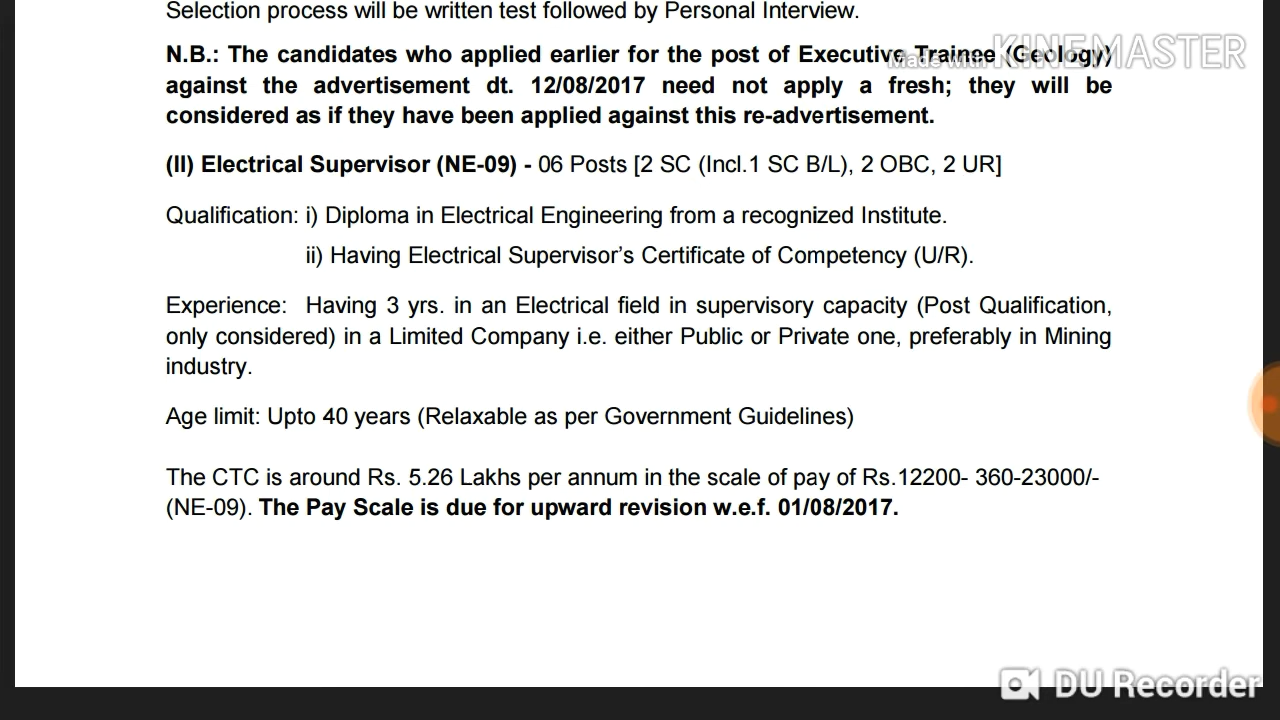 Selection process will be written test followed by Personal Interview.
N.B.: The candidates who applied earlier for the post of Executive Trainee (Geology)
Made with KINEMASTER
against the advertisement dt. 12/08/2017 need not apply a fresh; they will be
considered as if they have been applied against this re-advertisement.
(II) Electrical Supervisor (NE-09) - 06 Posts [2 SC (Incl.1 SC B/L), 2 OBC, 2 UR]
Qualification: i) Diploma in Electrical Engineering from a recognized Institute.
ii) Having Electrical Supervisor's Certificate of Competency (U/R).
Experience: Having 3 yrs. in an Electrical field in supervisory capacity (Post Qualification,
only considered) in a Limited Company i.e. either Public or Private one, preferably in Mining
industry.
Age limit: Upto 40 years (Relaxable as per Government Guidelines)
The CTC is around Rs. 5.26 Lakhs per annum in the scale of pay of Rs.12200- 360-23000/-
(NE-09). The Pay Scale is due for upward revision w.e.f. 01/08/2017.
DU Recorder